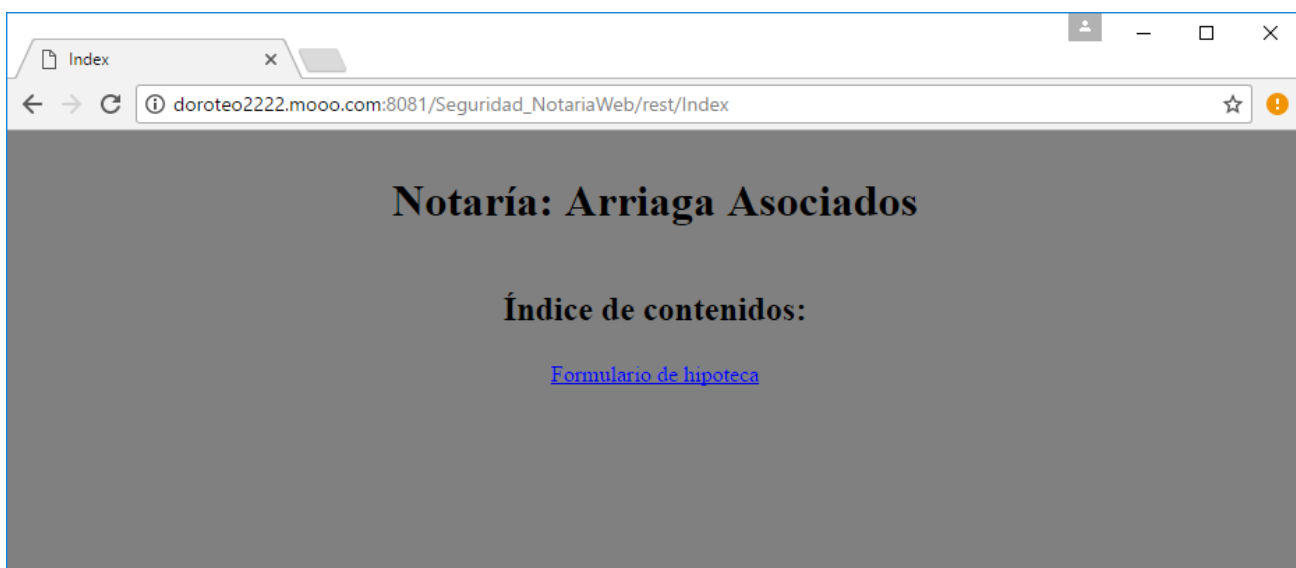 Index
doroteo2222.mooo.com:8081/Seguridad_NotariaWeb/rest/Index
Notaría: Arriaga Asociados
Índice de contenidos:
Formulario de hipoteca